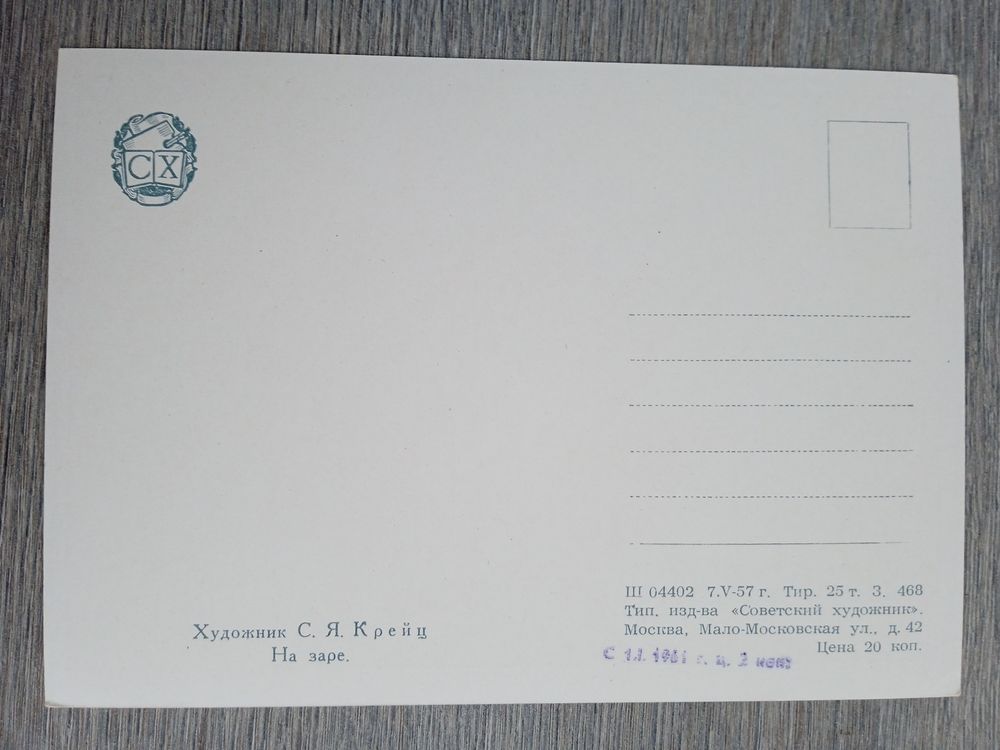 СХ
Художник С. Я. Крейц
На заре.
Ш 04402 7.V-57 г. Тир. 25 т. З. 468
Тип. изд-ва «Советский художник».
Москва, Мало-Московская ул., д. 42
Цена 20 коп.
С 1.I. 1961 г. ц. 2 коп